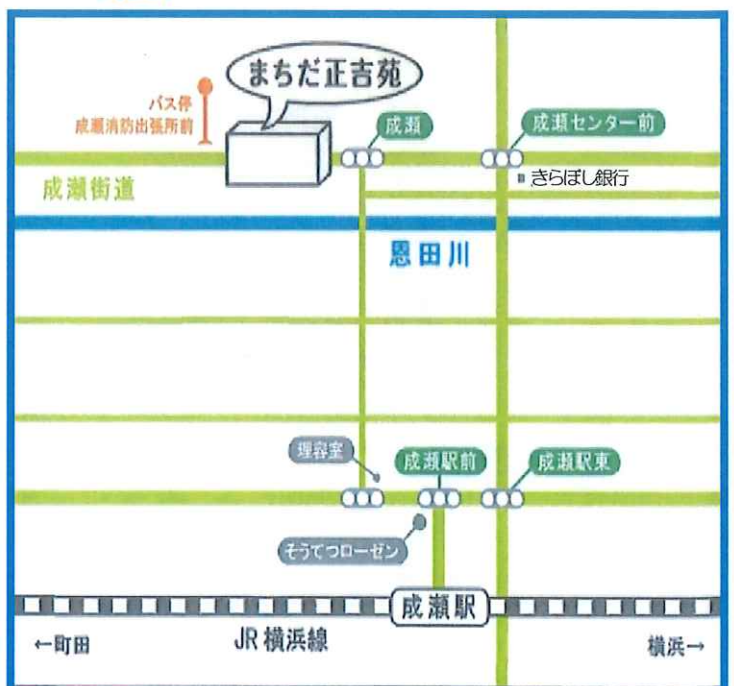 まちだ正吉苑
バス停
成瀬消防出張所前
成瀬
成瀬センター前
きらぼし銀行
成瀬街道
恩田川
理容室
成瀬駅前
成瀬駅東
そうてつローゼン
成瀬駅
←町田
JR横浜線
横浜→